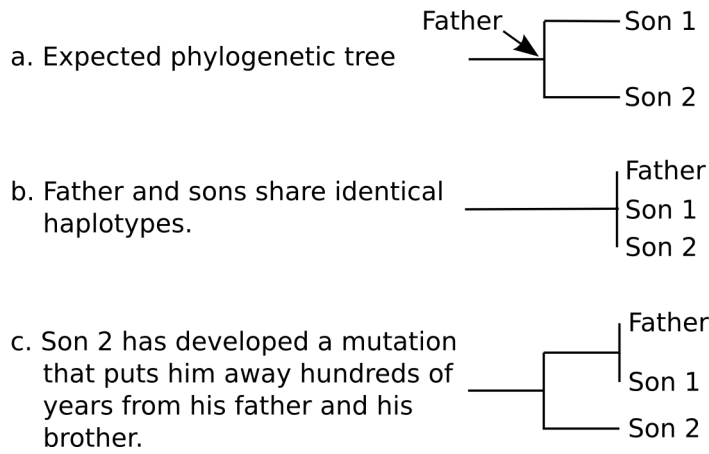 Father
Son 1
a. Expected phylogenetic tree
Son 2
Father
b. Father and sons share identical
haplotypes.
Son 1
Son 2
Father
c. Son 2 has developed a mutation
that puts him away hundreds of
years from his father and his
brother.
Son 1
Son 2